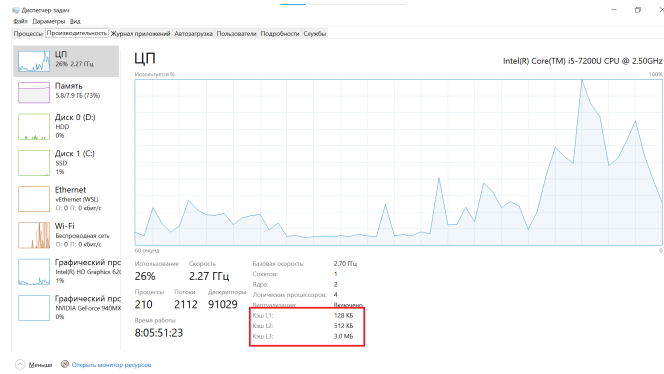 Диспетчер задач
Файл Параметры Вид
Процессы Производительность Журнал приложений Автозагрузка Пользователи Подробности Службы
ЦП
26% 2.27 ГГц
Память
5.8/7.9 ГБ (73%)
Диск 0 (D:)
HDD
0%
Диск 1 (C:)
SSD
1%
Ethernet
vEthernet (WSL)
О: 0 П: 0 кбит/с
Wi-Fi
Беспроводная сеть
О: 0 П: 0 кбит/с
Графический прс
Intel(R) HD Graphics 620
1%
Графический прс
NVIDIA GeForce 940MX
0%
ЦП
Intel(R) Core(TM) i5-7200U CPU @ 2.50GHz
Используется %
100%
60 секунд
0
Использование
26%
Скорость
2.27 ГГц
Процессы
210
Потоки
2112
Дескрипторы
91029
Время работы
8:05:51:23
Базовая скорость: 2.70 ГГц
Сокетов: 1
Ядра: 2
Логических процессоров: 4
Виртуализация: Включено
Кэш L1: 128 КБ
Кэш L2: 512 КБ
Кэш L3: 3.0 МБ
Меньше
Открыть монитор ресурсов